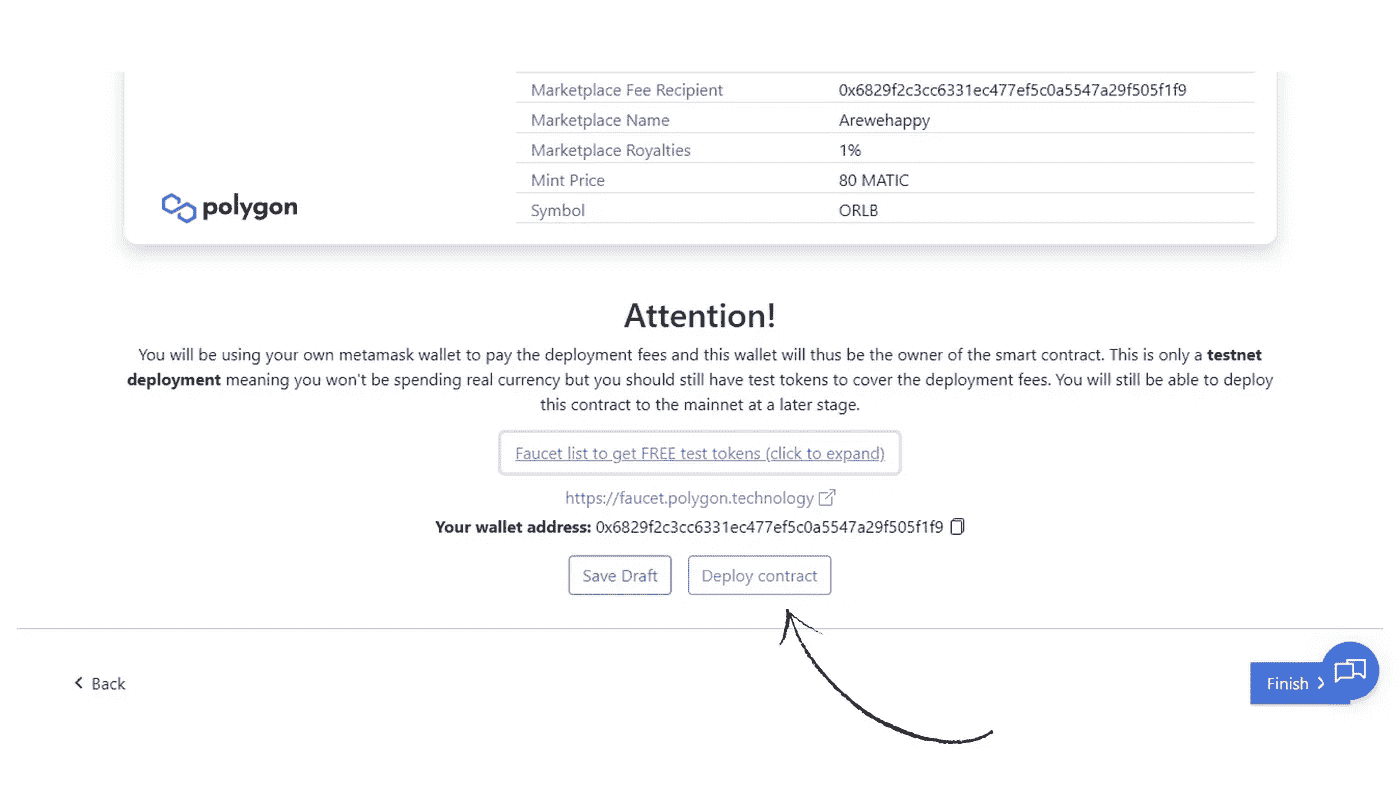 Marketplace Fee Recipient 0x6829f2c3cc6331ec477ef5c0a5547a29f505f1f9
Marketplace Name Arewehappy
Marketplace Royalties 1%
Mint Price 80 MATIC
polygon
Symbol ORLB
Attention!
You will be using your own metamask wallet to pay the deployment fees and this wallet will thus be the owner of the smart contract. This is only a testnet
deployment meaning you won't be spending real currency but you should still have test tokens to cover the deployment fees. You will still be able to deploy
this contract to the mainnet at a later stage.
Faucet list to get FREE test tokens (click to expand)
https://faucet.polygon.technology
Your wallet address: 0x6829f2c3cc6331ec477ef5c0a5547a29f505f1f9
Save Draft Deploy contract
Back Finish